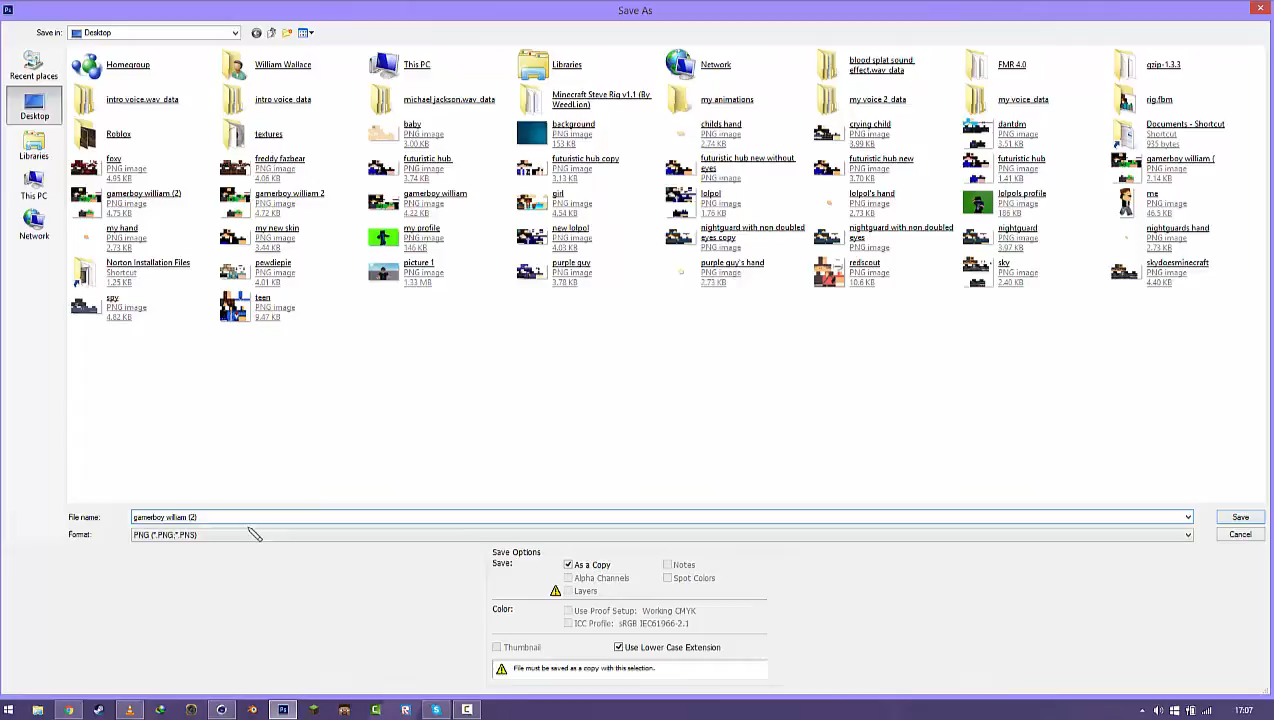 Save As
Save in:
Desktop
Recent places
Desktop
Libraries
This PC
Network
Homegroup
William Wallace
This PC
Libraries
Network
blood splat sound
effect.wav_data
FMR 4.0
gzip-1.3.3
intro voice.wav_data
intro voice_data
michael jackson.wav_data
Minecraft Steve Rig v1.1 (By
WeedLion)
my animations
my voice 2_data
my voice_data
rig.fbm
Roblox
textures
baby
PNG image
3.00 KB
background
PNG image
153 KB
childs hand
PNG image
2.74 KB
crying child
PNG image
3.99 KB
dantdm
PNG image
3.51 KB
Documents - Shortcut
Shortcut
935 bytes
foxy
PNG image
4.95 KB
freddy fazbear
PNG image
4.06 KB
futuristic hub
PNG image
3.74 KB
futuristic hub copy
PNG image
3.13 KB
futuristic hub new without
eyes
PNG image
futuristic hub new
PNG image
3.70 KB
futuristic hub
PNG image
1.41 KB
gamerboy william (
PNG image
2.14 KB
gamerboy william (2)
PNG image
4.75 KB
gamerboy william 2
PNG image
4.72 KB
gamerboy william
PNG image
4.22 KB
girl
PNG image
4.54 KB
lolpol
PNG image
1.76 KB
lolpol's hand
PNG image
2.73 KB
lolpols profile
PNG image
186 KB
me
PNG image
46.5 KB
my hand
PNG image
2.73 KB
my new skin
PNG image
3.44 KB
my profile
PNG image
146 KB
new lolpol
PNG image
4.03 KB
nightguard with non doubled
eyes copy
PNG image
nightguard with non doubled
eyes
PNG image
nightguard
PNG image
3.97 KB
nightguards hand
PNG image
2.73 KB
Norton Installation Files
Shortcut
1.25 KB
pewdiepie
PNG image
4.01 KB
picture 1
PNG image
1.33 MB
purple guy
PNG image
3.78 KB
purple guy's hand
PNG image
2.73 KB
redscout
PNG image
10.6 KB
sky
PNG image
2.40 KB
skydoesminecraft
PNG image
4.40 KB
spy
PNG image
4.82 KB
teen
PNG image
9.47 KB
File name:
gamerboy william (2)
Save
Format:
PNG (*.PNG;*.PNS)
Cancel
Save Options
Save:
As a Copy
Notes
Alpha Channels
Spot Colors
Layers
Color:
Use Proof Setup: Working CMYK
ICC Profile: sRGB IEC61966-2.1
Thumbnail
Use Lower Case Extension
File must be saved as a copy with this selection.
17:07